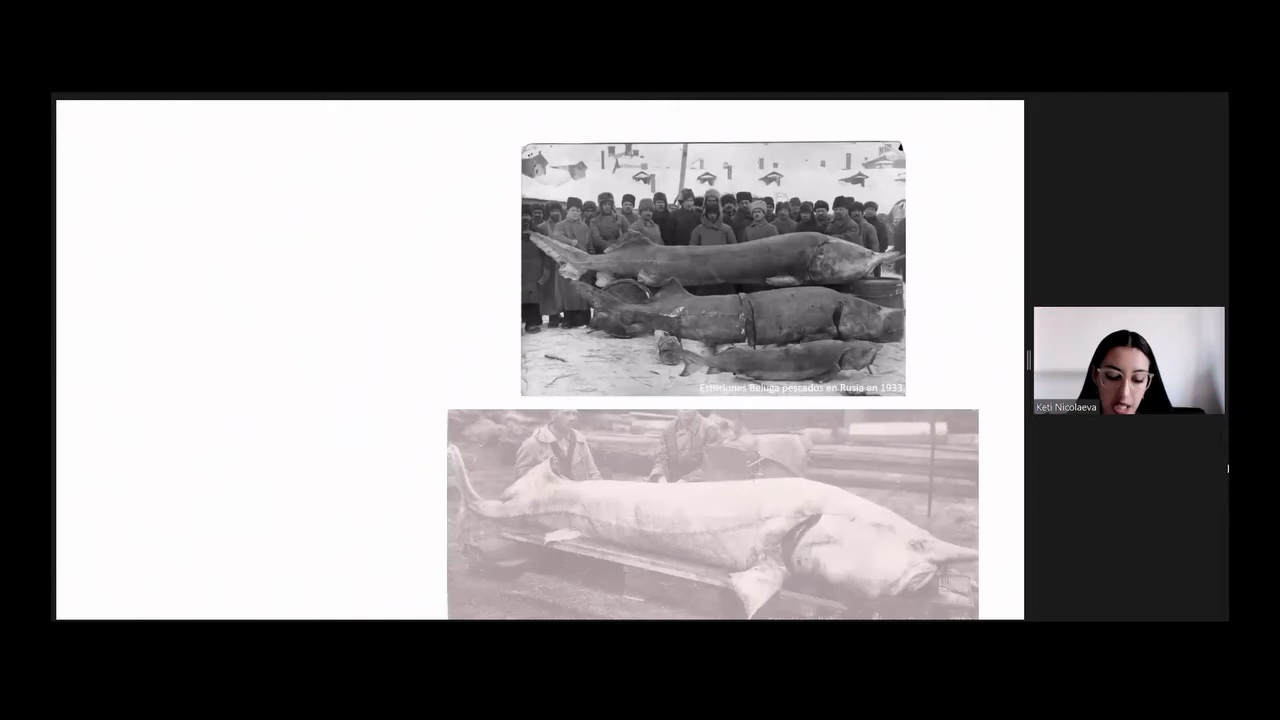 Esturiones Beluga pescados en Rusia en 1933.
Keti Nicolaeva